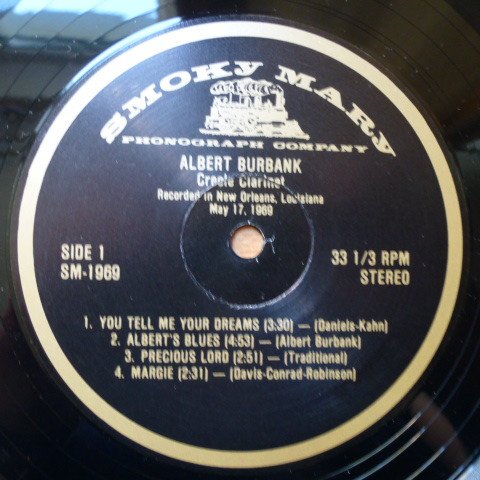 SMOKY MARY
PHONOGRAPH COMPANY
ALBERT BURBANK
Creole Clarinet
Recorded in New Orleans, Louisiana
May 17, 1969
SIDE 1
SM-1969
33 1/3 RPM
STEREO
1. YOU TELL ME YOUR DREAMS (3:30) — (Daniels-Kahn)
2. ALBERT'S BLUES (4:53) — (Albert Burbank)
3. PRECIOUS LORD (2:51) — (Traditional)
4. MARGIE (2:31) — (Davis-Conrad-Robinson)